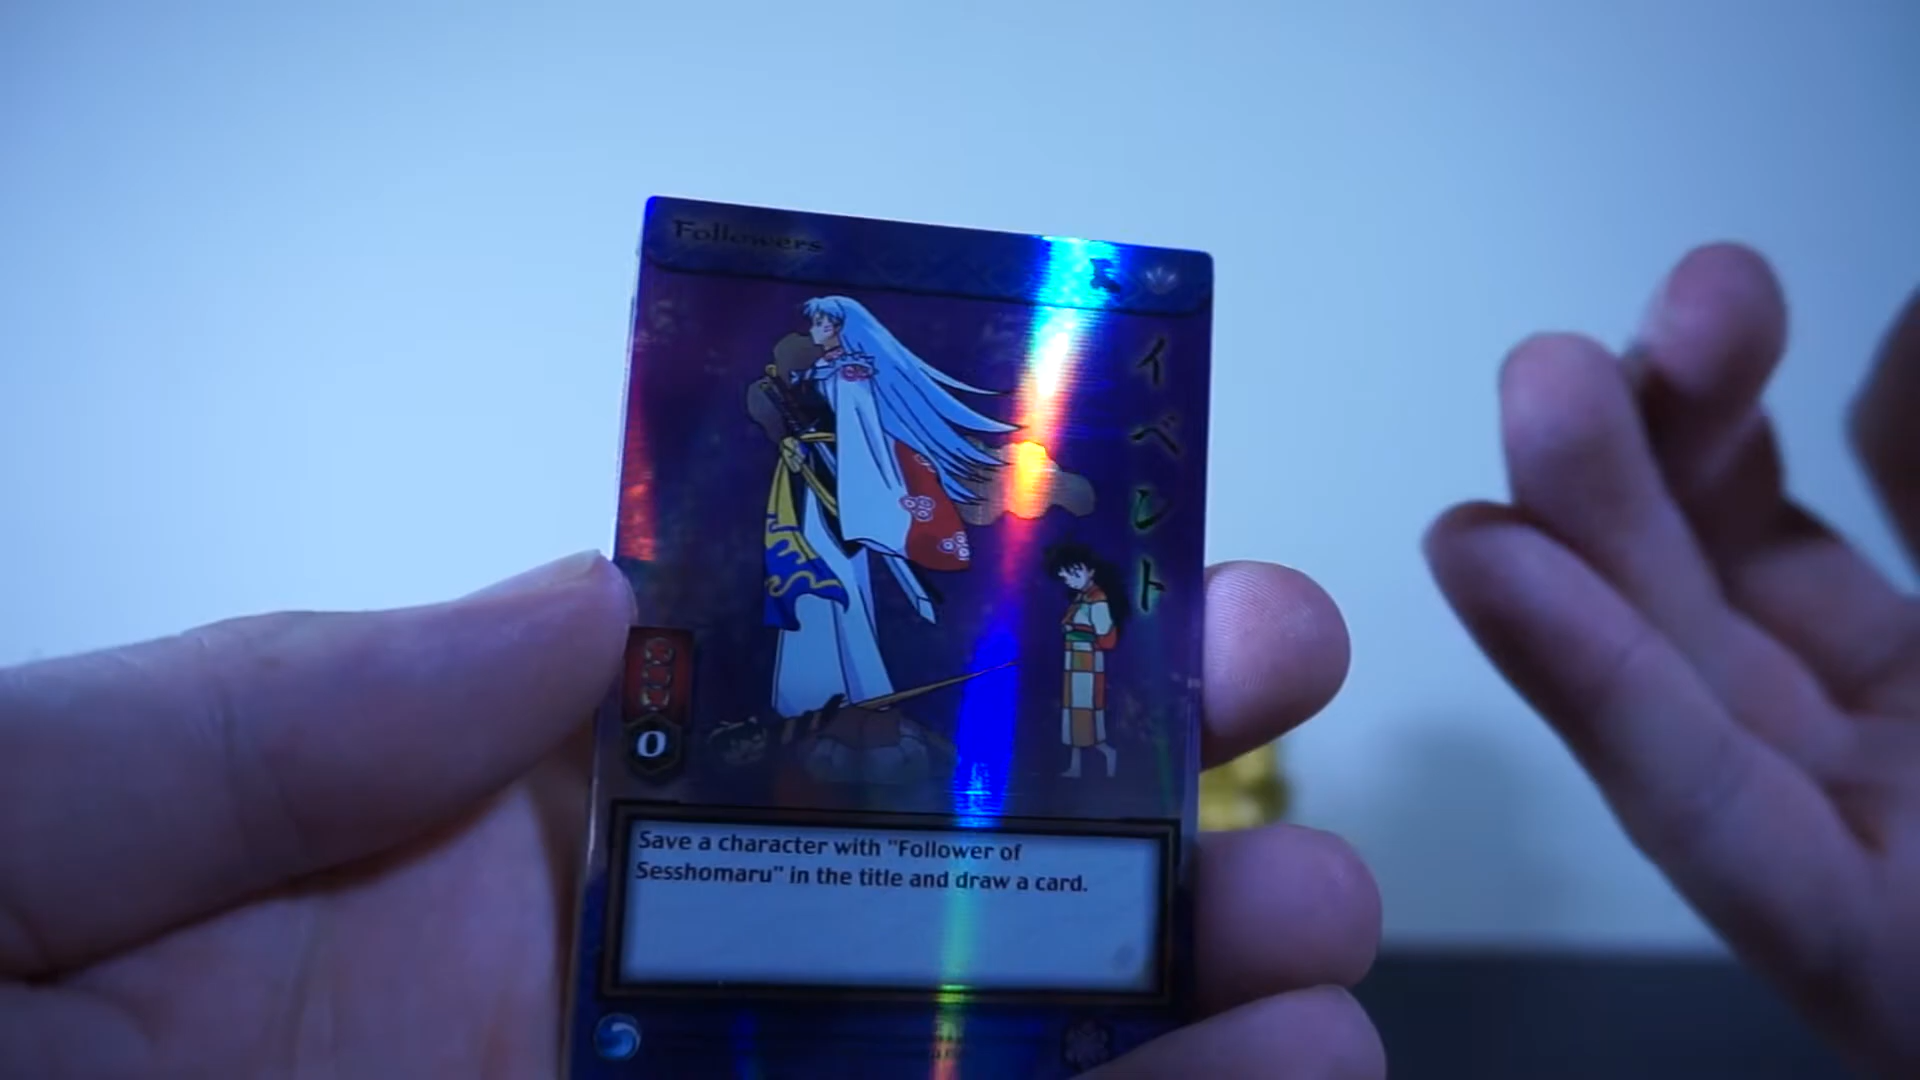 Followers
イベント
0
Save a character with "Follower of
Sesshomaru" in the title and draw a card.